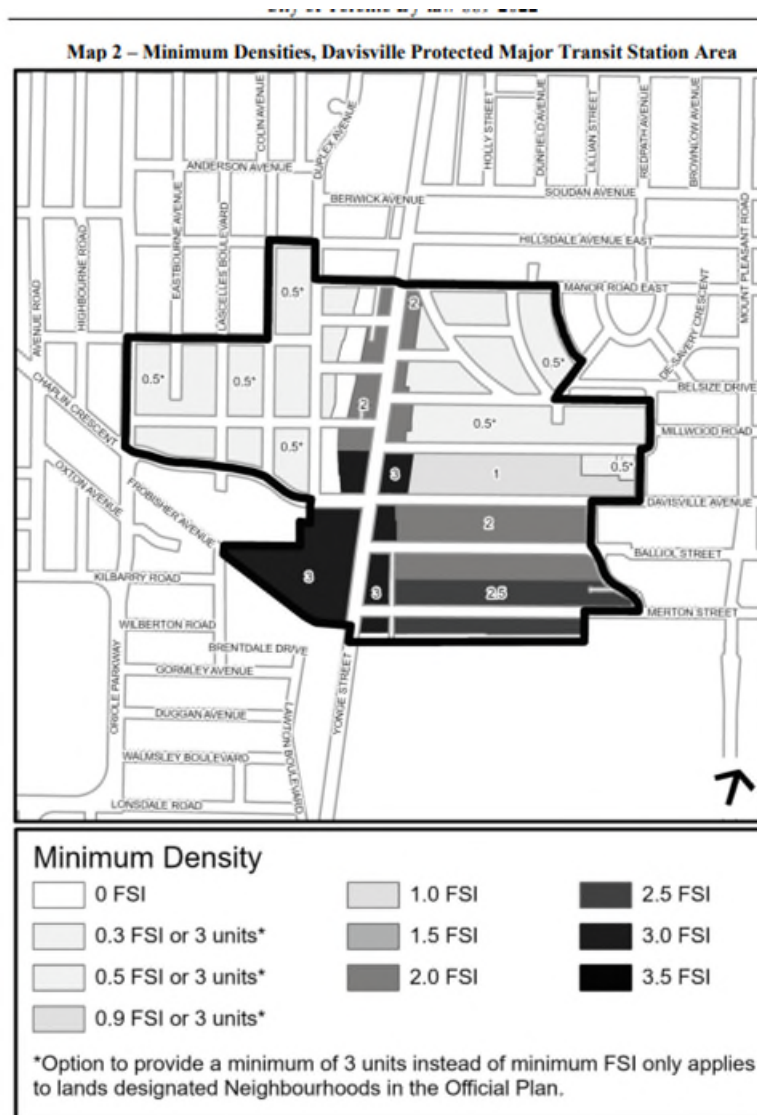 Map 2 – Minimum Densities, Davisville Protected Major Transit Station Area
COLIN AVENUE
DUPLEX AVENUE
HOLLY STREET
DUNFIELD AVENUE
LILLIAN STREET
REDPATH AVENUE
BROWNLOW AVENUE
ANDERSON AVENUE
BERWICK AVENUE
SOUDAN AVENUE
HILLSDALE AVENUE EAST
AVENUE ROAD
HIGHBOURNE ROAD
EASTBOURNE AVENUE
LASCELLES BOULEVARD
MOUNT PLEASANT ROAD
0.5*
MANOR ROAD EAST
2
DE-SAVERY CRESCENT
0.5*
0.5*
0.5*
BELSIZE DRIVE
CHAPLIN CRESCENT
2
0.5*
MILLWOOD ROAD
0.5*
3
1
0.5*
OXTON AVENUE
FROBISHER AVENUE
DAVISVILLE AVENUE
2
BALLIOL STREET
KILBARRY ROAD
3
3
2.5
MERTON STREET
WILBERTON ROAD
BRENTDALE DRIVE
ORIOLE PARKWAY
GORMLEY AVENUE
YONGE STREET
DUGGAN AVENUE
LAWTON BOULEVARD
WALMSLEY BOULEVARD
LONSDALE ROAD
Minimum Density
0 FSI
1.0 FSI
2.5 FSI
0.3 FSI or 3 units*
1.5 FSI
3.0 FSI
0.5 FSI or 3 units*
2.0 FSI
3.5 FSI
0.9 FSI or 3 units*
*Option to provide a minimum of 3 units instead of minimum FSI only applies
to lands designated Neighbourhoods in the Official Plan.